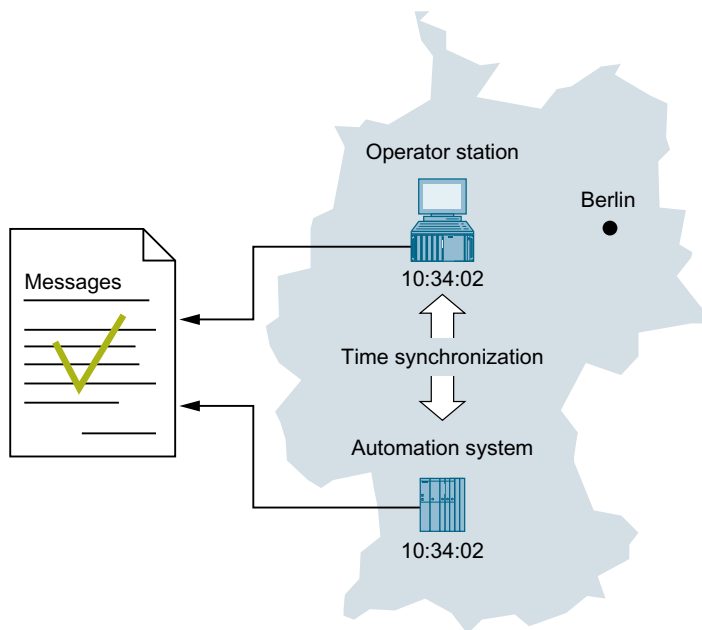 Operator station
Berlin
10:34:02
Messages
Time synchronization
Automation system
10:34:02